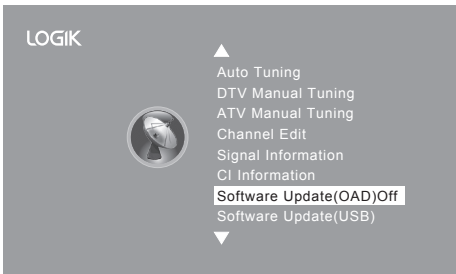 LOGIK
Auto Tuning
DTV Manual Tuning
ATV Manual Tuning
Channel Edit
Signal Information
CI Information
Software Update(OAD)Off
Software Update(USB)